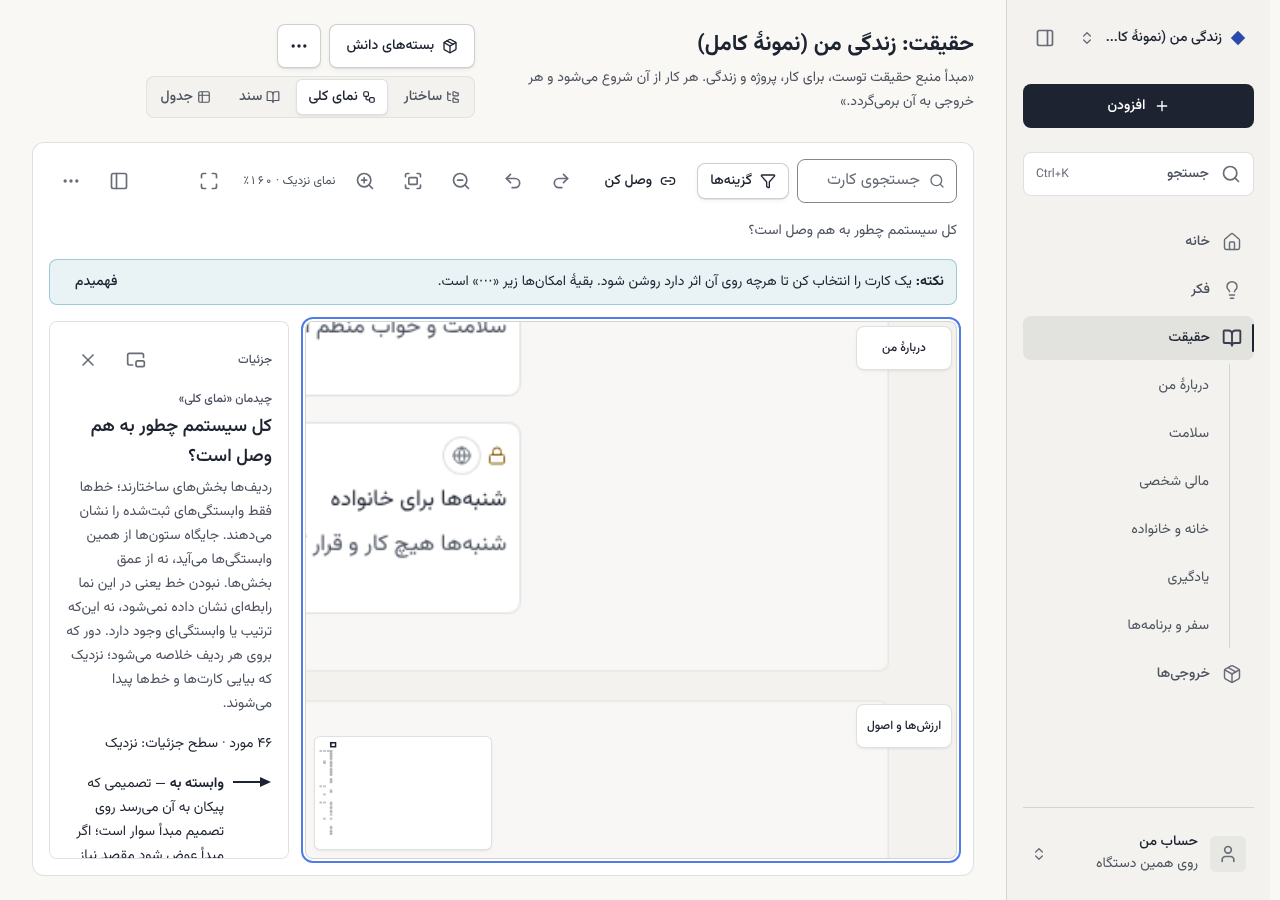 زندگی من (نمونهٔ کا...
افزودن
جستجو
Ctrl+K
خانه
فکر
حقیقت
دربارهٔ من
سلامت
مالی شخصی
خانه و خانواده
یادگیری
سفر و برنامه‌ها
خروجی‌ها
حساب من
روی همین دستگاه
حقیقت: زندگی من (نمونهٔ کامل)
«مبدأ منبع حقیقت توست، برای کار، پروژه و زندگی. هر کار از آن شروع می‌شود و هر
خروجی به آن برمی‌گردد.»
بسته‌های دانش
ساختار
نمای کلی
سند
جدول
جستجوی کارت
گزینه‌ها
وصل کن
نمای نزدیک · ۱۶۰٪
کل سیستمم چطور به هم وصل است؟
نکته: یک کارت را انتخاب کن تا هرچه روی آن اثر دارد روشن شود. بقیهٔ امکان‌ها زیر «···» است.
فهمیدم
دربارهٔ من
سلامت و خواب منظم
شنبه‌ها برای خانواده
شنبه‌ها هیچ کار و قرار
ارزش‌ها و اصول
جزئیات
چیدمان «نمای کلی»
کل سیستمم چطور به هم
وصل است؟
ردیف‌ها بخش‌های ساختارند؛ خط‌ها
فقط وابستگی‌های ثبت‌شده را نشان
می‌دهند. جایگاه ستون‌ها از همین
وابستگی‌ها می‌آید، نه از عمق
بخش‌ها. نبودن خط یعنی در این نما
رابطه‌ای نشان داده نمی‌شود، نه این‌که
ترتیب یا وابستگی‌ای وجود دارد. دور که
بروی هر ردیف خلاصه می‌شود؛ نزدیک
که بیایی کارت‌ها و خط‌ها پیدا
می‌شوند.
۴۶ مورد · سطح جزئیات: نزدیک
وابسته به — تصمیمی که
پیکان به آن می‌رسد روی
تصمیم مبدأ سوار است؛ اگر
مبدأ عوض شود مقصد نیاز